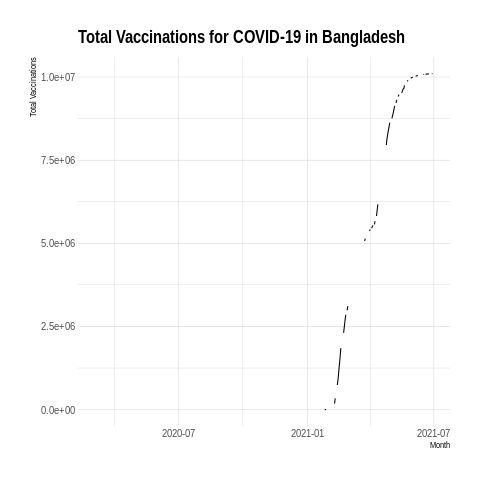 Total Vaccinations for COVID-19 in Bangladesh
Total Vaccinations
1.0e+07
7.5e+06
5.0e+06
2.5e+06
0.0e+00
2020-07 2021-01 2021-07
Month